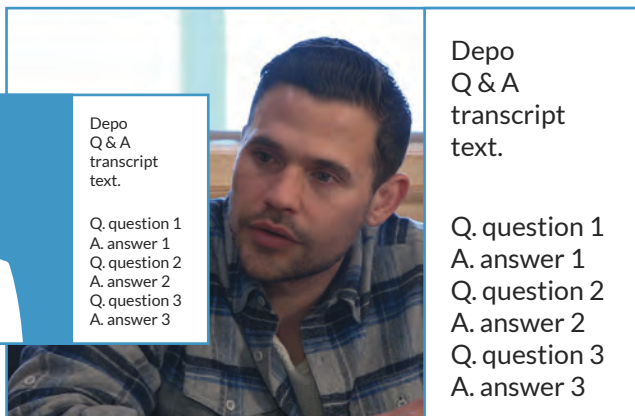 Depo
Q & A
transcript
text.
Q. question 1
A. answer 1
Q. question 2
A. answer 2
Q. question 3
A. answer 3
Depo
Q & A
transcript
text.
Q. question 1
A. answer 1
Q. question 2
A. answer 2
Q. question 3
A. answer 3